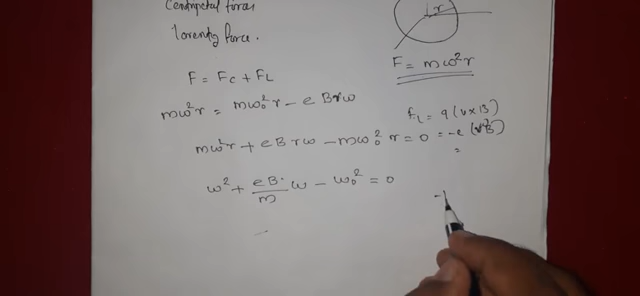 Centripetal force
Lorentz force.
r
F = mω²r
F = Fc + FL
mω²r = mω₀²r - eBrω
fL = q(v×B)
= -e(v×B)
=
mω²r + eBrω - mω₀²r = 0
ω² + eB/m ω - ω₀² = 0